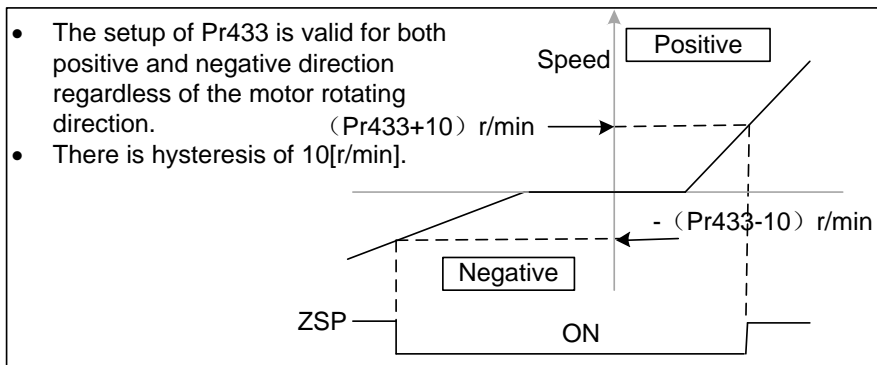 • The setup of Pr433 is valid for both
positive and negative direction
regardless of the motor rotating
direction.
• There is hysteresis of 10[r/min].
Speed
Positive
（Pr433+10）r/min
-（Pr433-10）r/min
Negative
ZSP
ON